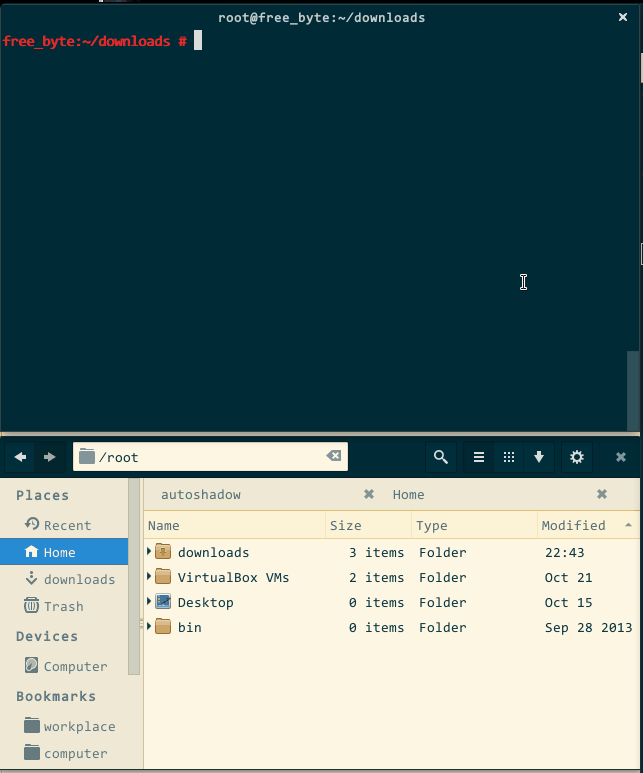 root@free_byte:~/downloads
free_byte:~/downloads #
/root
Places
Recent
Home
downloads
Trash
Devices
Computer
Bookmarks
workplace
computer
autoshadow Home
Name Size Type Modified
downloads 3 items Folder 22:43
VirtualBox VMs 2 items Folder Oct 21
Desktop 0 items Folder Oct 15
bin 0 items Folder Sep 28 2013